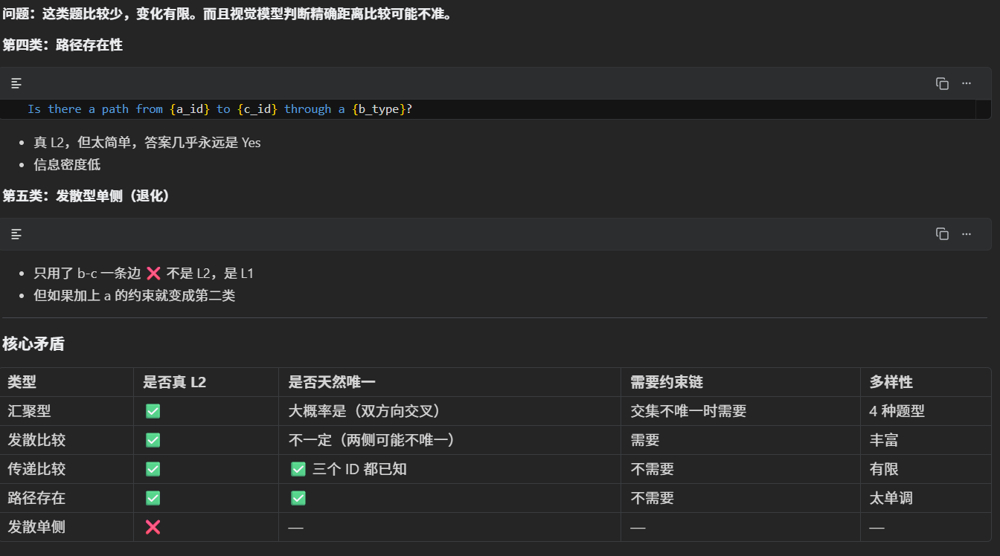 问题：这类题比较少，变化有限。而且视觉模型判断精确距离比较可能不准。
第四类：路径存在性
Is there a path from {a_id} to {c_id} through a {b_type}?
真 L2，但太简单，答案几乎永远是 Yes
信息密度低
第五类：发散型单侧（退化）
只用了 b-c 一条边 ❌ 不是 L2，是 L1
但如果加上 a 的约束就变成第二类
核心矛盾
类型 是否真 L2 是否天然唯一 需要约束链 多样性
汇聚型 ✅ 大概率是（双方向交叉） 交集不唯一时需要 4 种题型
发散比较 ✅ 不一定（两侧可能不唯一） 需要 丰富
传递比较 ✅ ✅ 三个 ID 都已知 不需要 有限
路径存在 ✅ ✅ 不需要 太单调
发散单侧 ❌ — — —